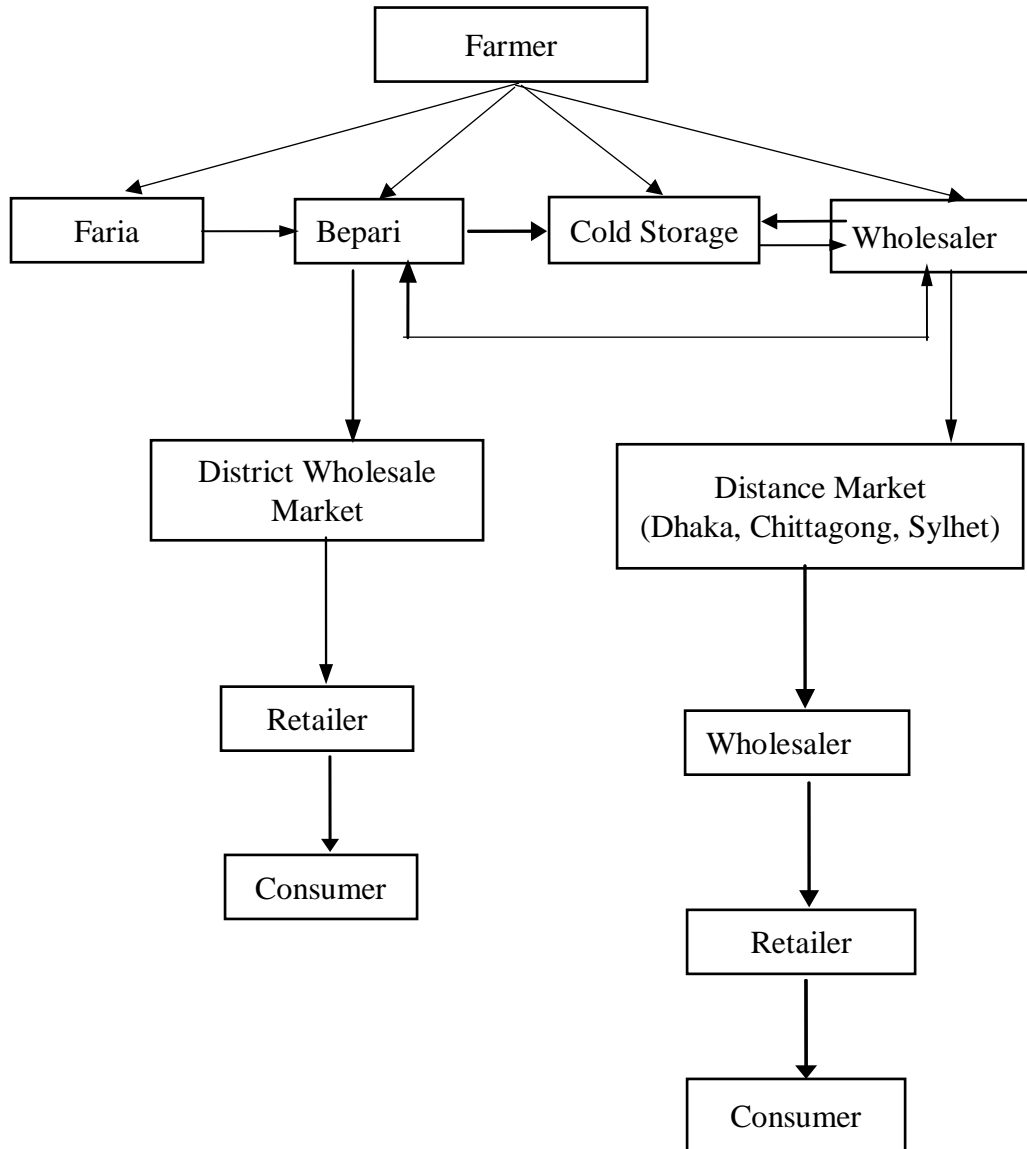 Farmer
Faria
Bepari
Cold Storage
Wholesaler
District Wholesale
Market
Distance Market
(Dhaka, Chittagong, Sylhet)
Retailer
Wholesaler
Consumer
Retailer
Consumer